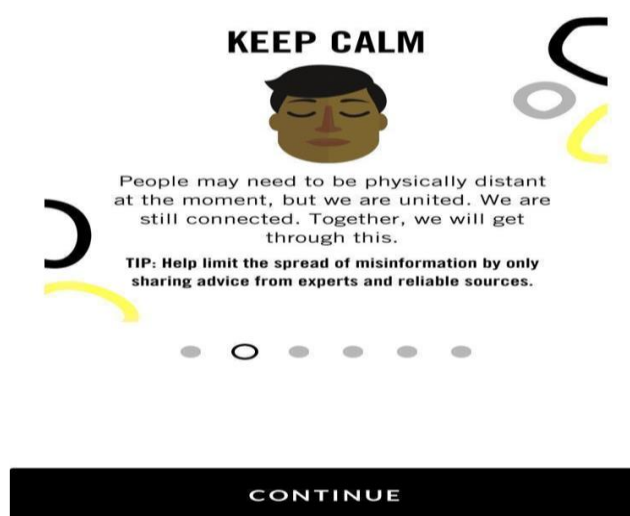 KEEP CALM
People may need to be physically distant
at the moment, but we are united. We are
still connected. Together, we will get
through this.
TIP: Help limit the spread of misinformation by only
sharing advice from experts and reliable sources.
CONTINUE